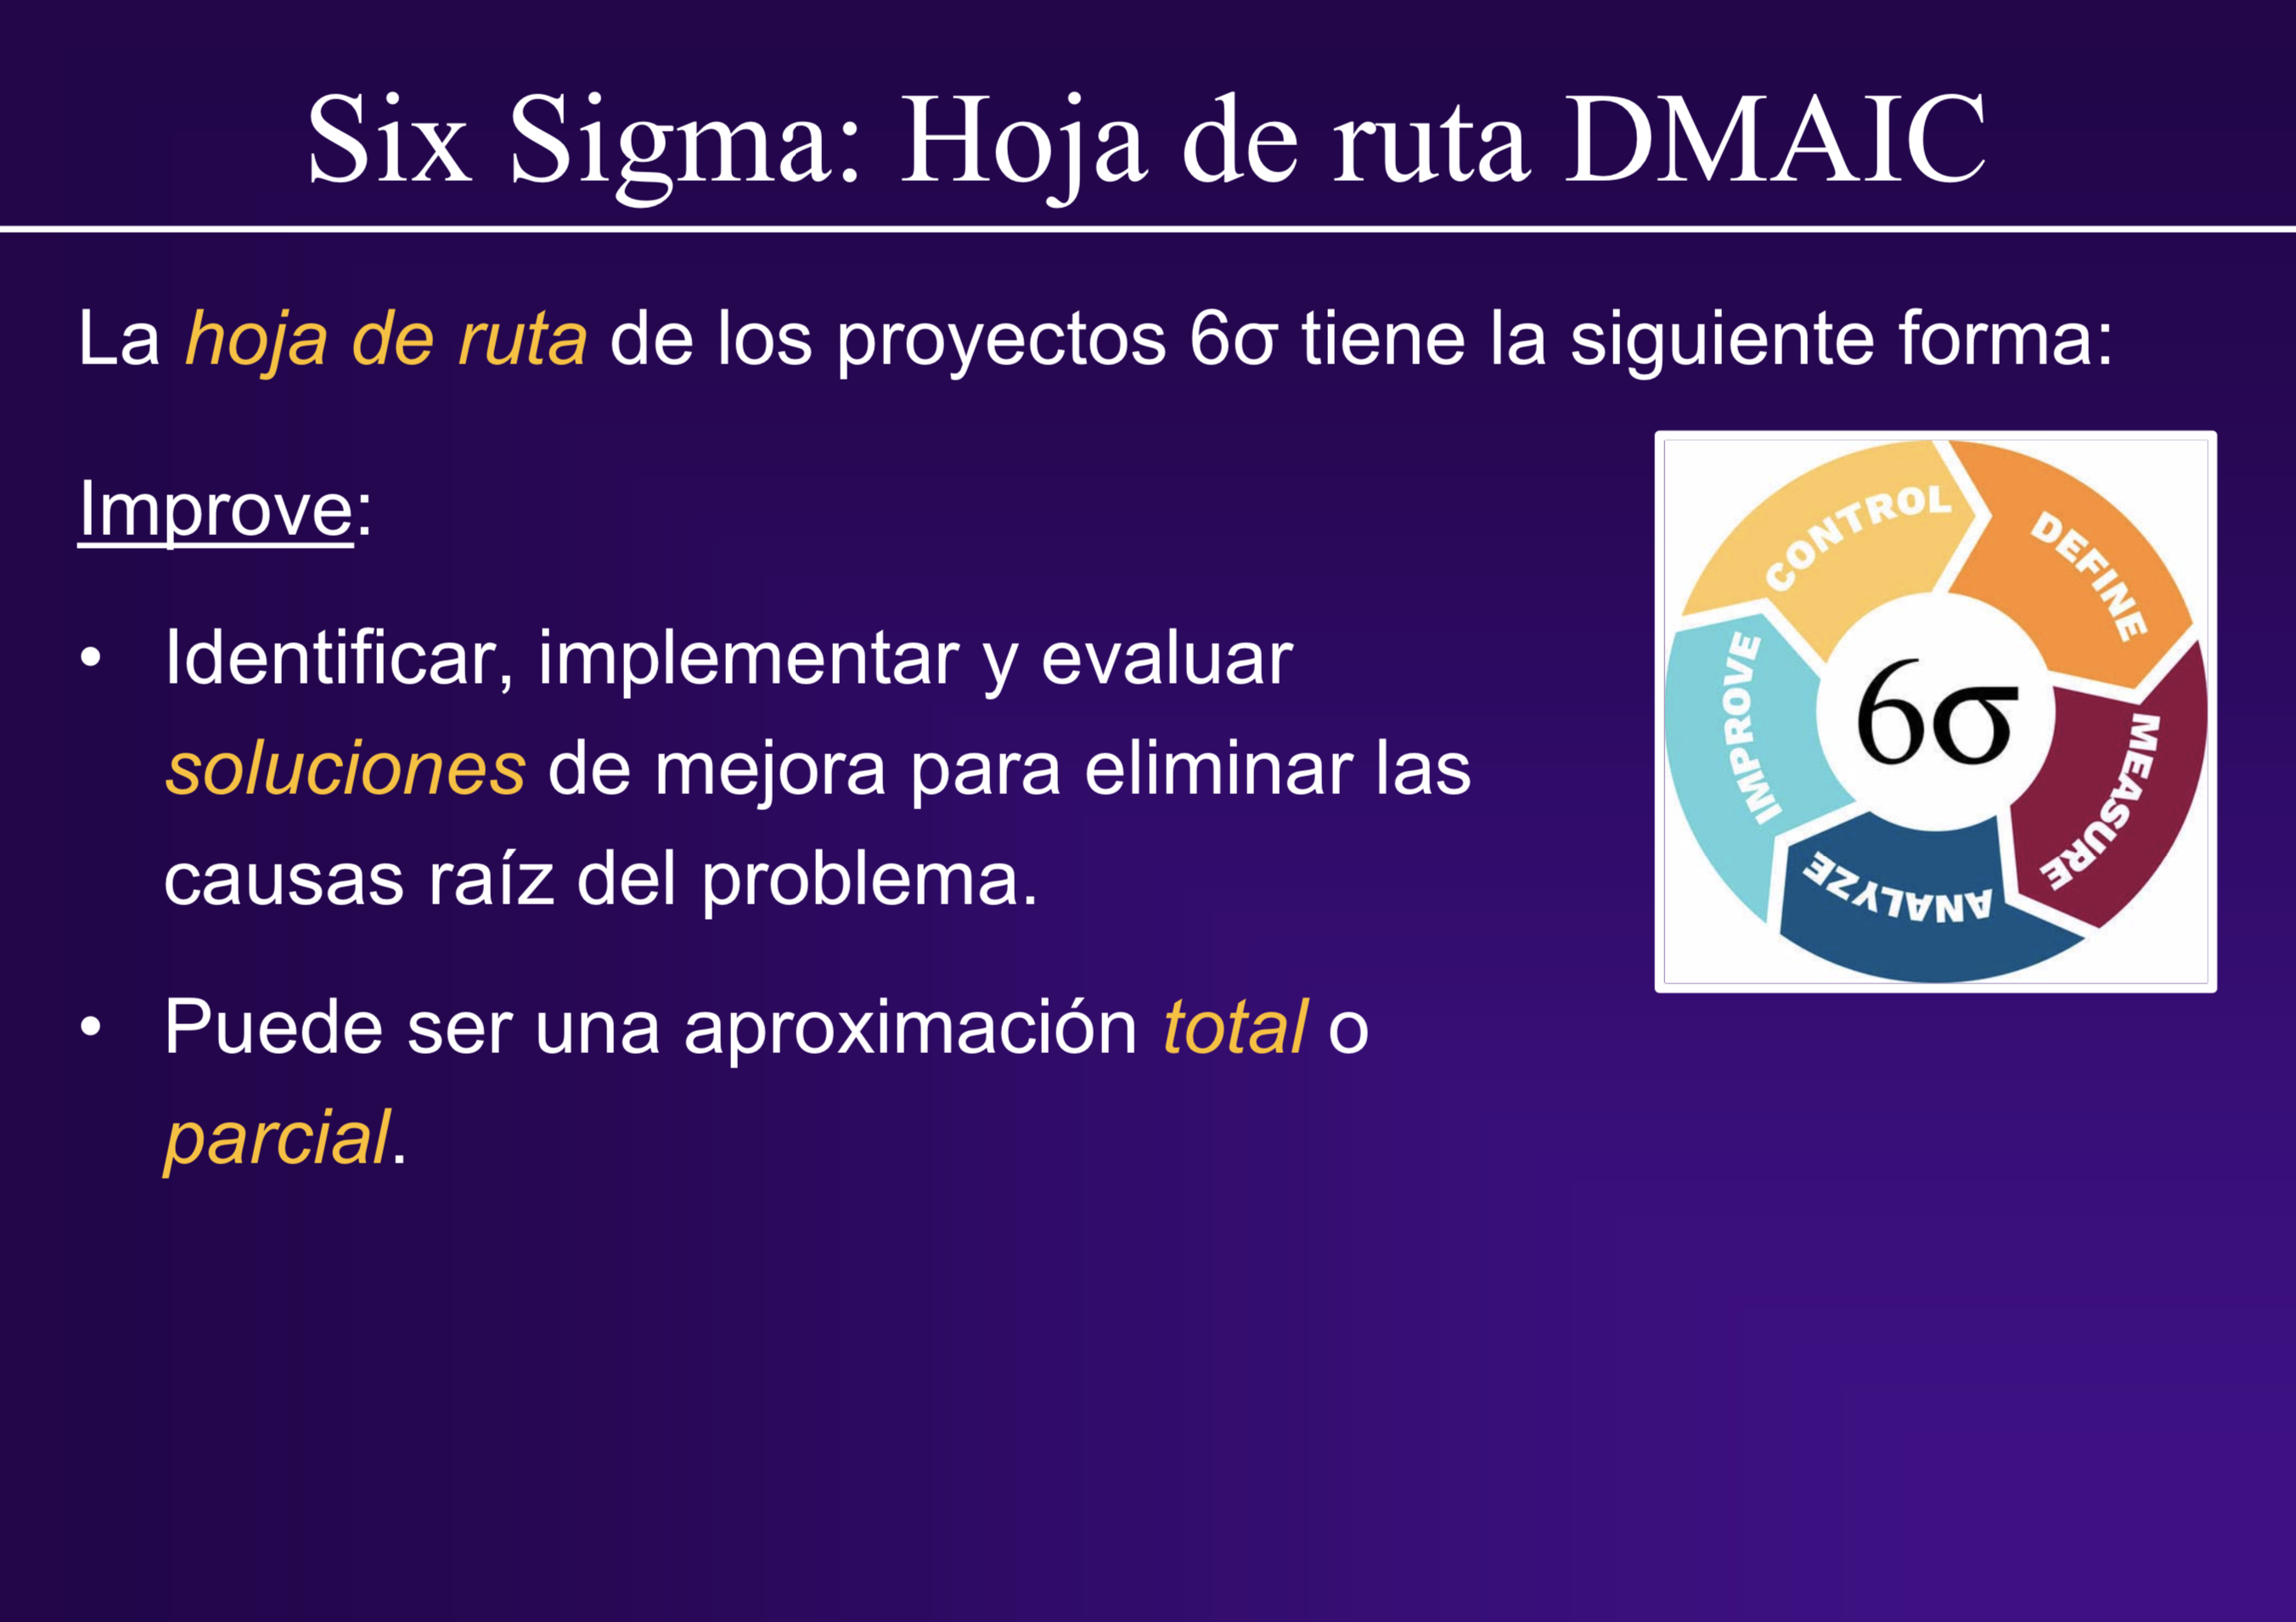 Six Sigma: Hoja de ruta DMAIC
La hoja de ruta de los proyectos 6σ tiene la siguiente forma:
Improve:
• Identificar, implementar y evaluar
soluciones de mejora para eliminar las
causas raíz del problema.
• Puede ser una aproximación total o
parcial.
CONTROL
DEFINE
MEASURE
ANALYZE
IMPROVE
6σ